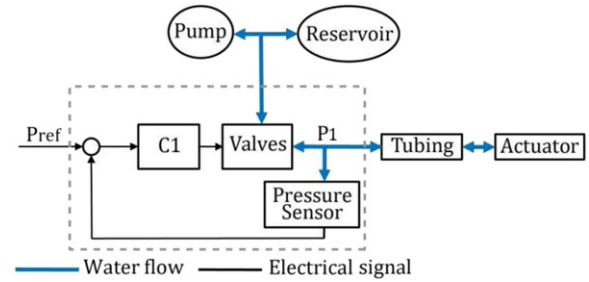 Pump
Reservoir
Pref
C1
Valves
P1
Tubing
Actuator
Pressure
Sensor
Water flow
Electrical signal